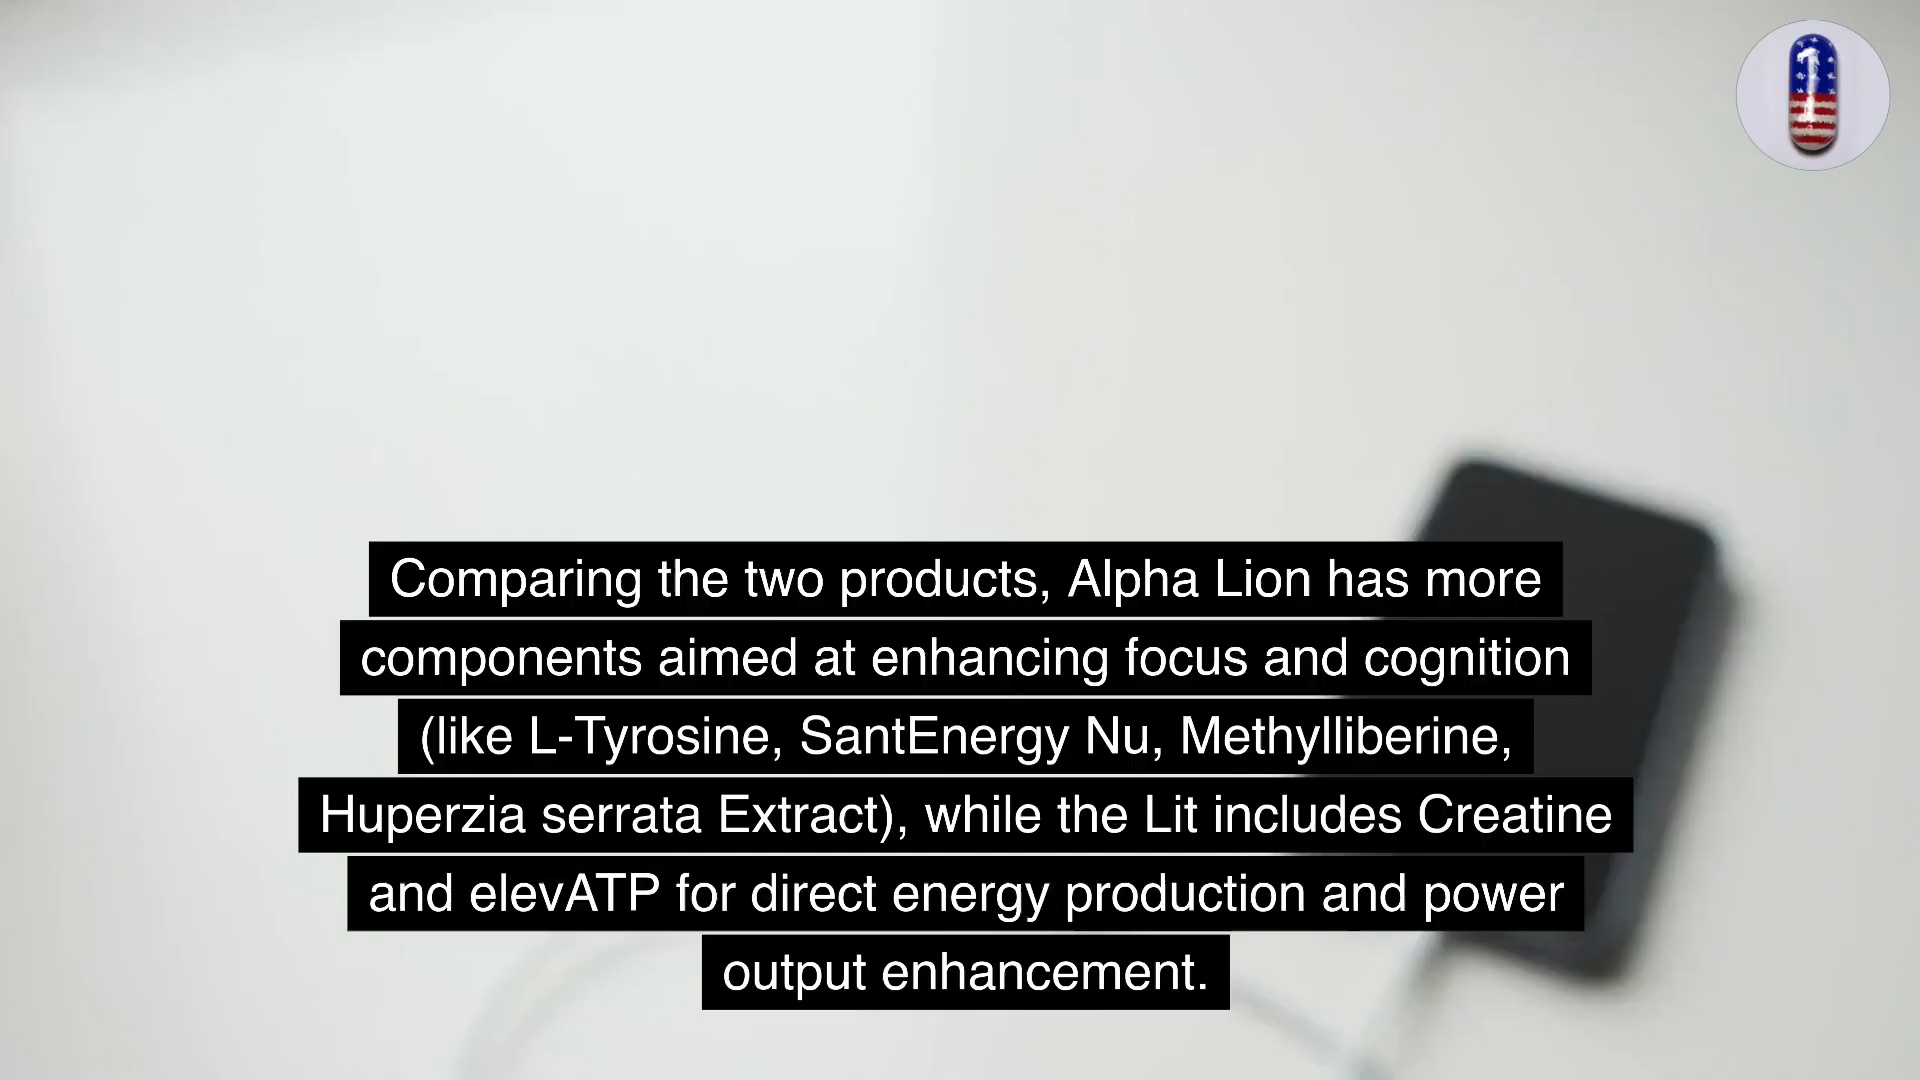 Comparing the two products, Alpha Lion has more
components aimed at enhancing focus and cognition
(like L-Tyrosine, SantEnergy Nu, Methylliberine,
Huperzia serrata Extract), while the Lit includes Creatine
and elevATP for direct energy production and power
output enhancement.